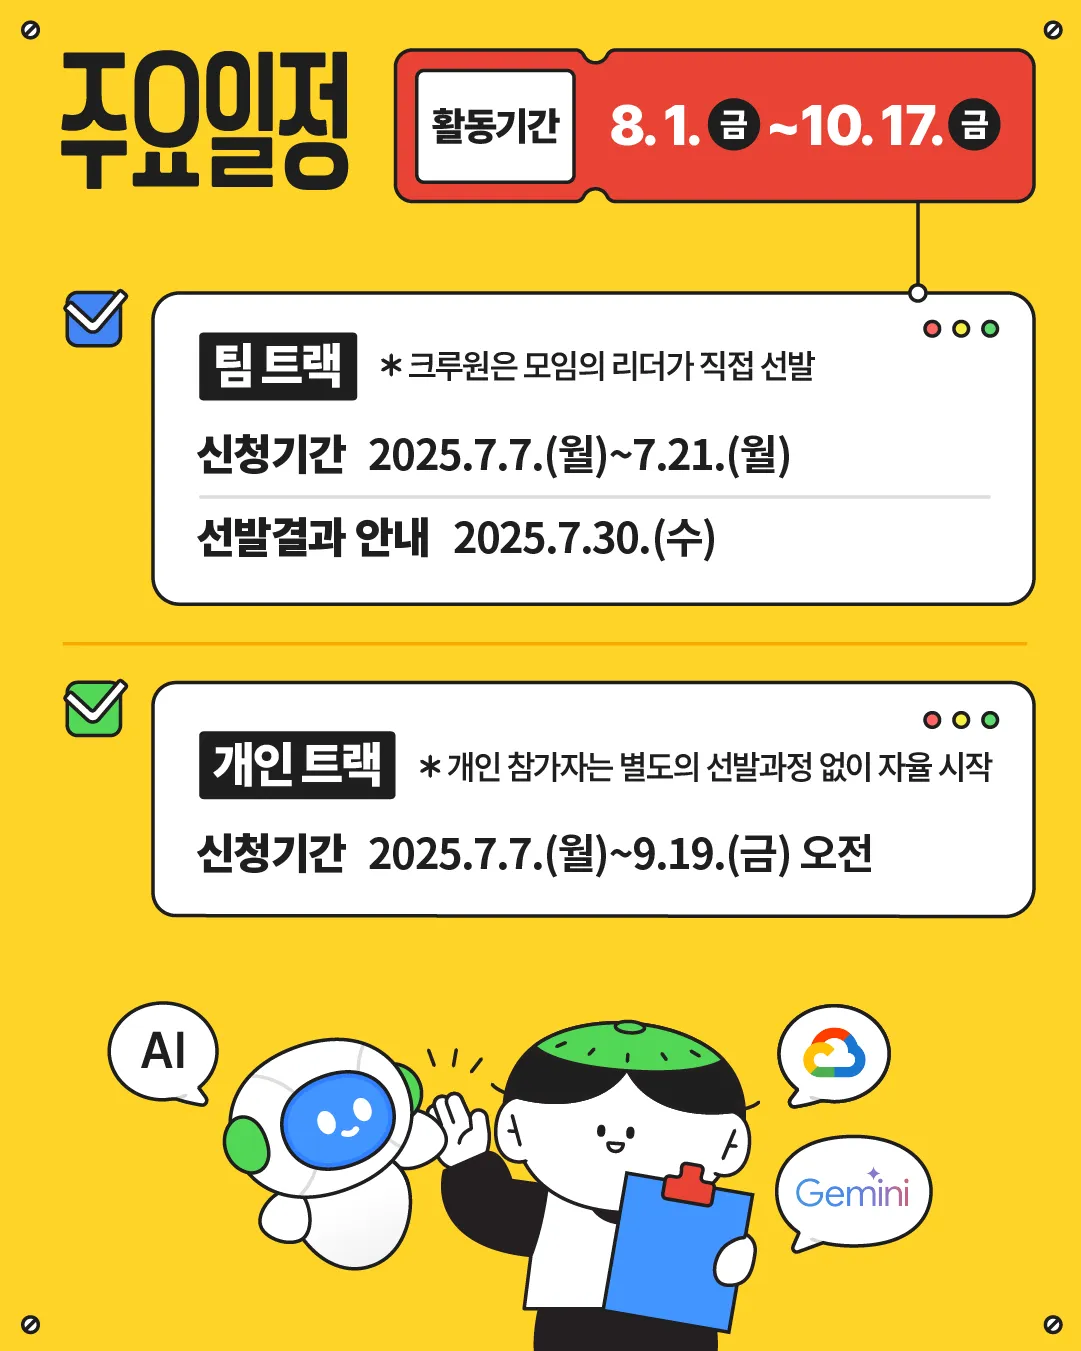 주요일정
활동기간
8. 1. 금 ~10. 17. 금
팀 트랙
* 크루원은 모임의 리더가 직접 선발
신청기간 2025.7.7.(월)~7.21.(월)
선발결과 안내 2025.7.30.(수)
개인 트랙
* 개인 참가자는 별도의 선발과정 없이 자율 시작
신청기간 2025.7.7.(월)~9.19.(금) 오전
AI
Gemini